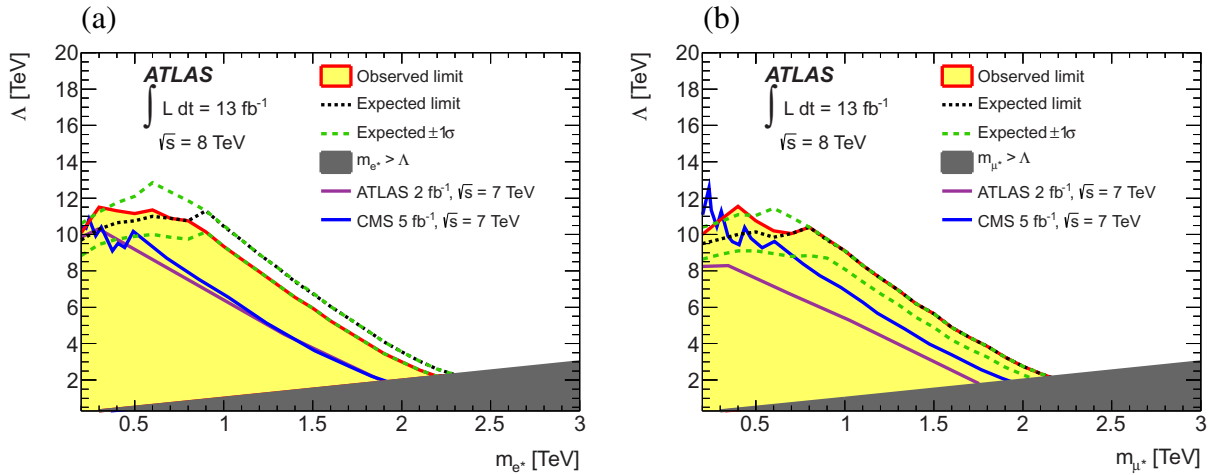 (a)
Λ [TeV]
20
18
16
14
12
10
8
6
4
2
ATLAS
∫ L dt = 13 fb⁻¹
√s = 8 TeV
Observed limit
Expected limit
Expected ±1σ
m_{e*} > Λ
ATLAS 2 fb⁻¹, √s = 7 TeV
CMS 5 fb⁻¹, √s = 7 TeV
0.5 1 1.5 2 2.5 3
m_{e*} [TeV]
(b)
Λ [TeV]
20
18
16
14
12
10
8
6
4
2
ATLAS
∫ L dt = 13 fb⁻¹
√s = 8 TeV
Observed limit
Expected limit
Expected ±1σ
m_{μ*} > Λ
ATLAS 2 fb⁻¹, √s = 7 TeV
CMS 5 fb⁻¹, √s = 7 TeV
0.5 1 1.5 2 2.5 3
m_{μ*} [TeV]